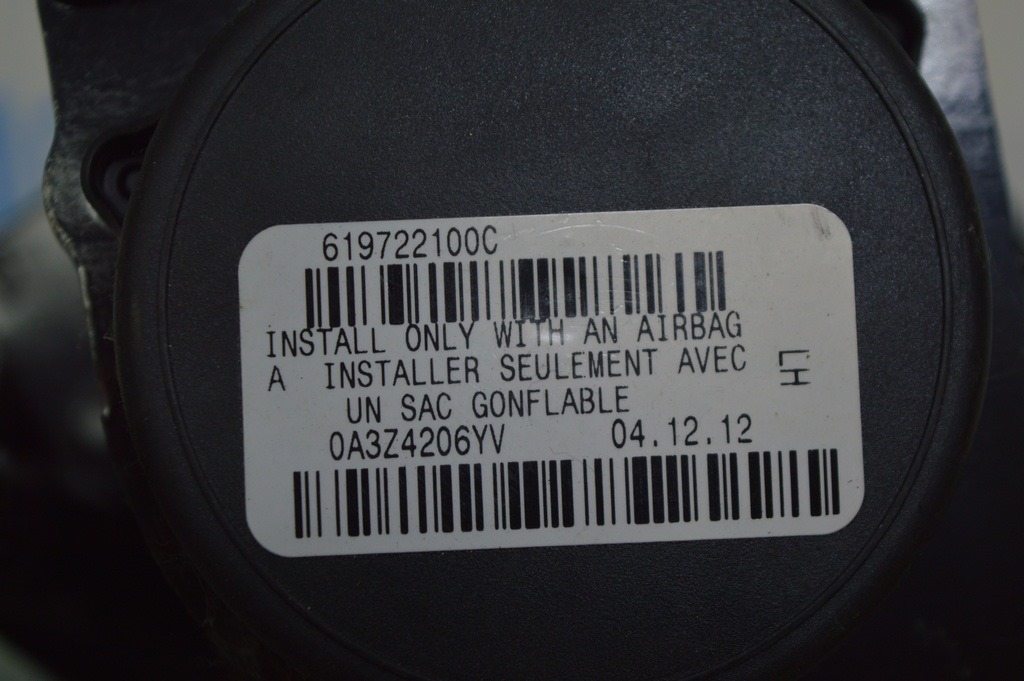 619722100C
INSTALL ONLY WITH AN AIRBAG
A INSTALLER SEULEMENT AVEC
UN SAC GONFLABLE
LH
0A3Z4206YV 04.12.12